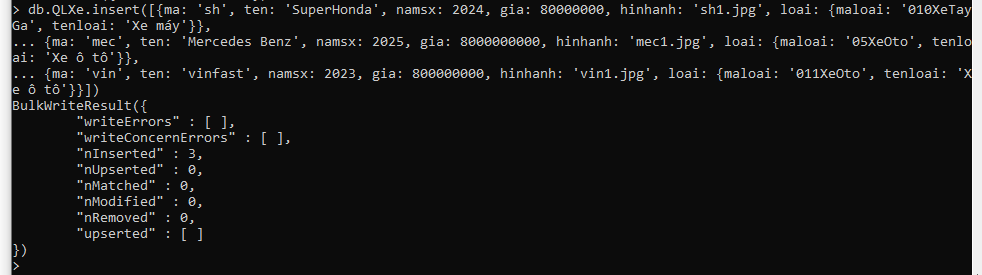 > db.QLXe.insert([{ma: 'sh', ten: 'SuperHonda', namsx: 2024, gia: 80000000, hinhanh: 'sh1.jpg', loai: {maloai: '010XeTay
Ga', tenloai: 'Xe máy'}},
... {ma: 'mec', ten: 'Mercedes Benz', namsx: 2025, gia: 8000000000, hinhanh: 'mec1.jpg', loai: {maloai: '05XeOto', tenlo
ai: 'Xe ô tô'}},
... {ma: 'vin', ten: 'vinfast', namsx: 2023, gia: 800000000, hinhanh: 'vin1.jpg', loai: {maloai: '011XeOto', tenloai: 'X
e ô tô'}}])
BulkWriteResult({
        "writeErrors" : [ ],
        "writeConcernErrors" : [ ],
        "nInserted" : 3,
        "nUpserted" : 0,
        "nMatched" : 0,
        "nModified" : 0,
        "nRemoved" : 0,
        "upserted" : [ ]
})
>